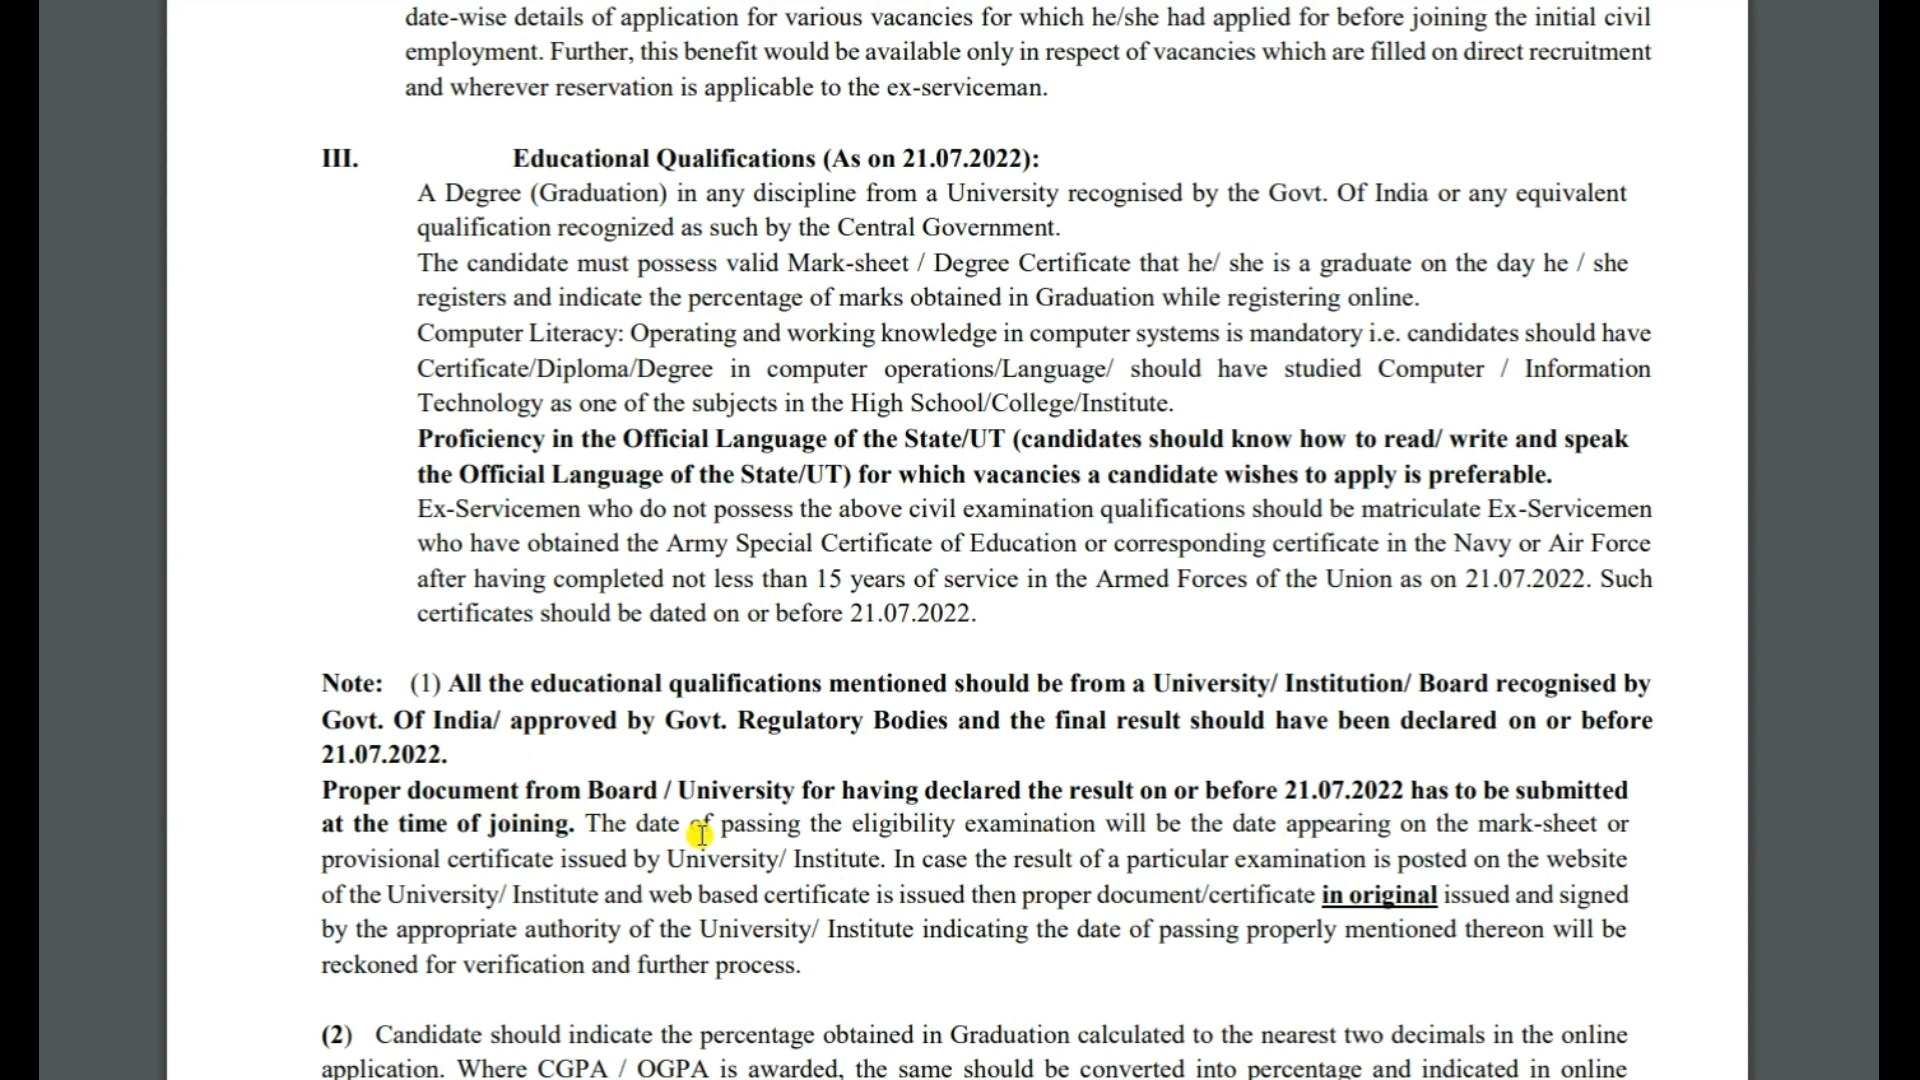 date-wise details of application for various vacancies for which he/she had applied for before joining the initial civil
employment. Further, this benefit would be available only in respect of vacancies which are filled on direct recruitment
and wherever reservation is applicable to the ex-serviceman.
III. Educational Qualifications (As on 21.07.2022):
A Degree (Graduation) in any discipline from a University recognised by the Govt. Of India or any equivalent
qualification recognized as such by the Central Government.
The candidate must possess valid Mark-sheet / Degree Certificate that he/ she is a graduate on the day he / she
registers and indicate the percentage of marks obtained in Graduation while registering online.
Computer Literacy: Operating and working knowledge in computer systems is mandatory i.e. candidates should have
Certificate/Diploma/Degree in computer operations/Language/ should have studied Computer / Information
Technology as one of the subjects in the High School/College/Institute.
Proficiency in the Official Language of the State/UT (candidates should know how to read/ write and speak
the Official Language of the State/UT) for which vacancies a candidate wishes to apply is preferable.
Ex-Servicemen who do not possess the above civil examination qualifications should be matriculate Ex-Servicemen
who have obtained the Army Special Certificate of Education or corresponding certificate in the Navy or Air Force
after having completed not less than 15 years of service in the Armed Forces of the Union as on 21.07.2022. Such
certificates should be dated on or before 21.07.2022.
Note: (1) All the educational qualifications mentioned should be from a University/ Institution/ Board recognised by
Govt. Of India/ approved by Govt. Regulatory Bodies and the final result should have been declared on or before
21.07.2022.
Proper document from Board / University for having declared the result on or before 21.07.2022 has to be submitted
at the time of joining. The date of passing the eligibility examination will be the date appearing on the mark-sheet or
provisional certificate issued by University/ Institute. In case the result of a particular examination is posted on the website
of the University/ Institute and web based certificate is issued then proper document/certificate in original issued and signed
by the appropriate authority of the University/ Institute indicating the date of passing properly mentioned thereon will be
reckoned for verification and further process.
(2) Candidate should indicate the percentage obtained in Graduation calculated to the nearest two decimals in the online
application. Where CGPA / OGPA is awarded, the same should be converted into percentage and indicated in online